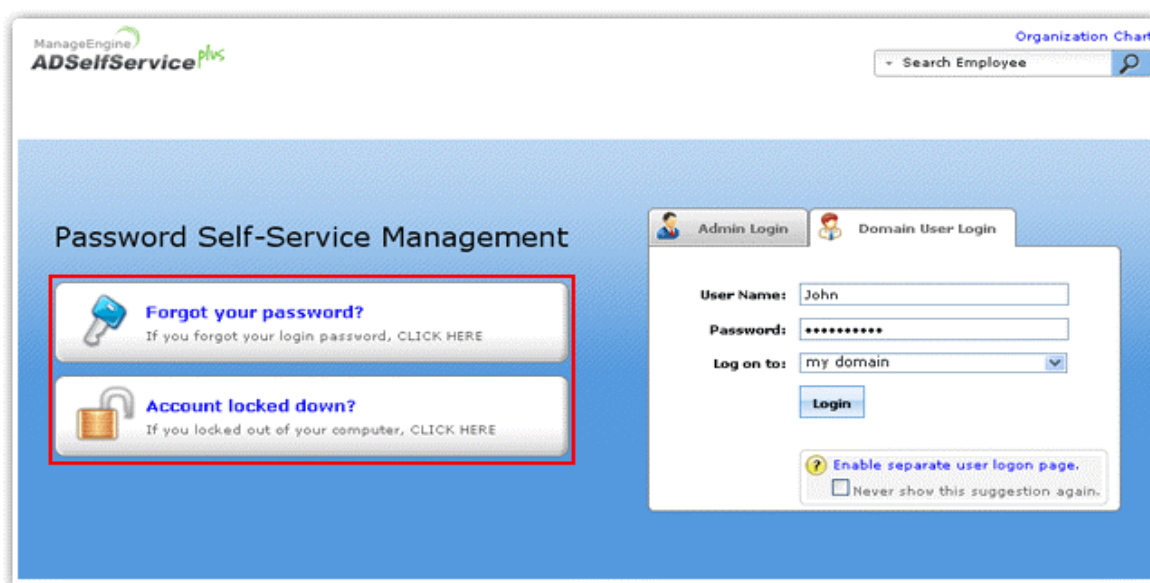 ManageEngine
ADSelfService plus
Organization Chart
Search Employee
Password Self-Service Management
Forgot your password?
If you forgot your login password, CLICK HERE
Account locked down?
If you locked out of your computer, CLICK HERE
Admin Login
Domain User Login
User Name: John
Password: ••••••••••
Log on to: my domain
Login
? Enable separate user logon page.
Never show this suggestion again.